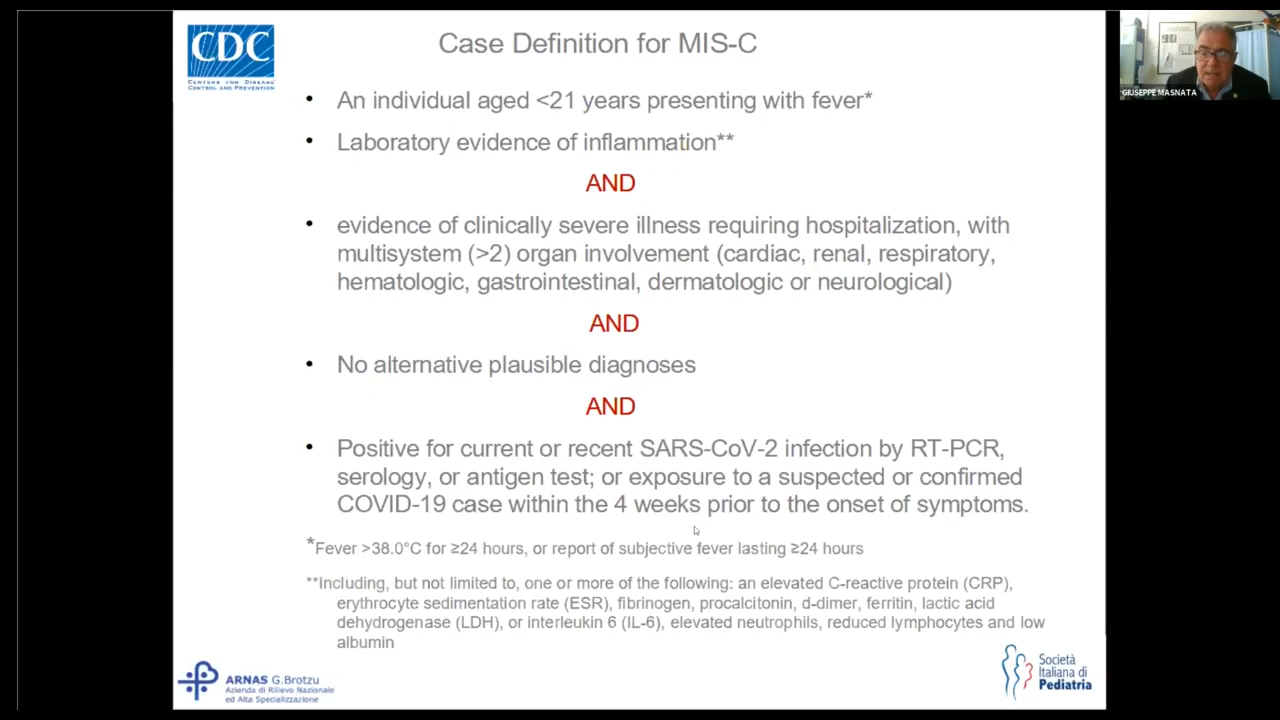 CDC
CENTERS FOR DISEASE
CONTROL AND PREVENTION
Case Definition for MIS-C
GIUSEPPE MASNATA
• An individual aged <21 years presenting with fever*
• Laboratory evidence of inflammation**
AND
• evidence of clinically severe illness requiring hospitalization, with
multisystem (>2) organ involvement (cardiac, renal, respiratory,
hematologic, gastrointestinal, dermatologic or neurological)
AND
• No alternative plausible diagnoses
AND
• Positive for current or recent SARS-CoV-2 infection by RT-PCR,
serology, or antigen test; or exposure to a suspected or confirmed
COVID-19 case within the 4 weeks prior to the onset of symptoms.
*Fever >38.0°C for ≥24 hours, or report of subjective fever lasting ≥24 hours
**Including, but not limited to, one or more of the following: an elevated C-reactive protein (CRP),
erythrocyte sedimentation rate (ESR), fibrinogen, procalcitonin, d-dimer, ferritin, lactic acid
dehydrogenase (LDH), or interleukin 6 (IL-6), elevated neutrophils, reduced lymphocytes and low
albumin
ARNAS G.Brotzu
Azienda di Rilievo Nazionale
ed Alta Specializzazione
Società
Italiana di
Pediatria